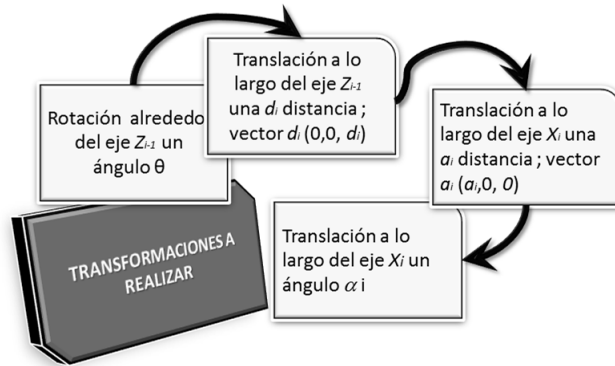 Rotación alrededo
del eje Zi-1 un
ángulo θ
Translación a lo
largo del eje Zi-1
una di distancia ;
vector di (0,0, di)
Translación a lo
largo del eje Xi una
ai distancia ; vector
ai (ai,0, 0)
Translación a lo
largo del eje Xi un
ángulo α i
TRANSFORMACIONES A
REALIZAR